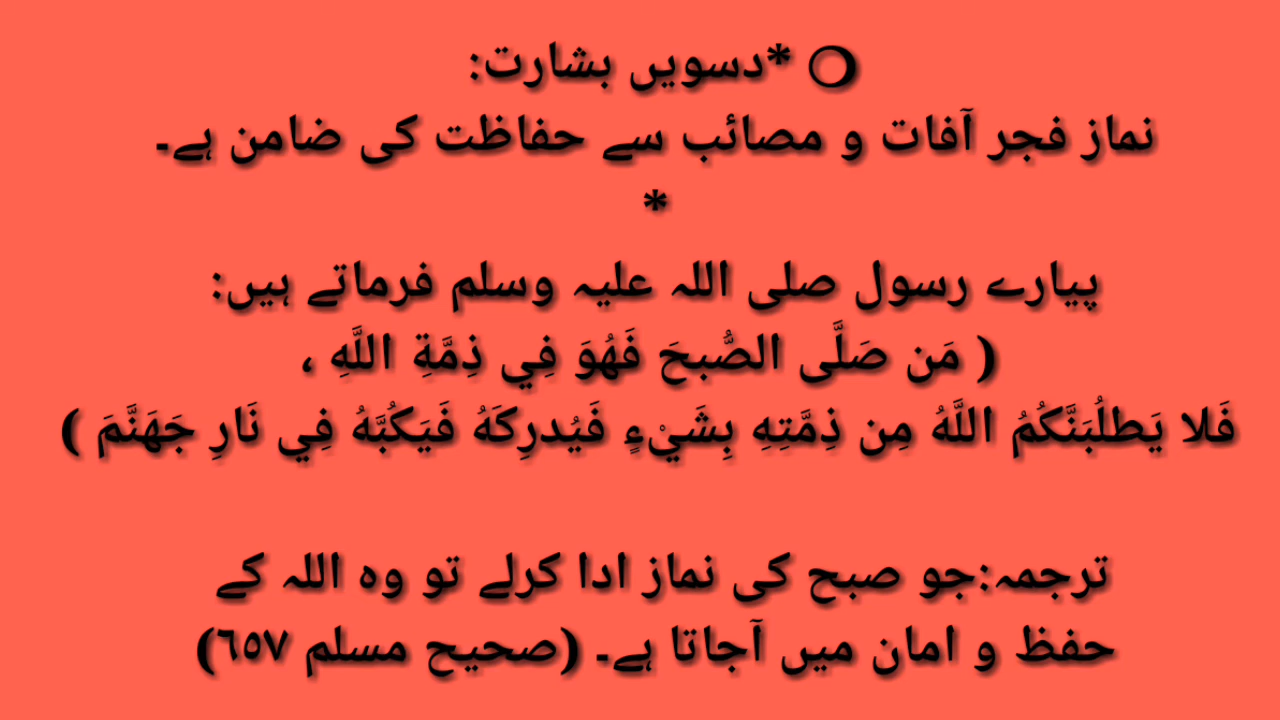 ❍ *دسویں بشارت:
نماز فجر آفات و مصائب سے حفاظت کی ضامن ہے۔
*
پیارے رسول صلی اللہ علیہ وسلم فرماتے ہیں:
( مَن صَلَّى الصُّبحَ فَهُوَ فِي ذِمَّةِ اللَّهِ ،
فَلا يَطلُبَنَّكُمُ اللَّهُ مِن ذِمَّتِهِ بِشَيْءٍ فَيُدرِكَهُ فَيَكُبَّهُ فِي نَارِ جَهَنَّمَ )
ترجمہ:جو صبح کی نماز ادا کرلے تو وہ اللہ کے
حفظ و امان میں آجاتا ہے۔ (صحیح مسلم ٦٥٧)